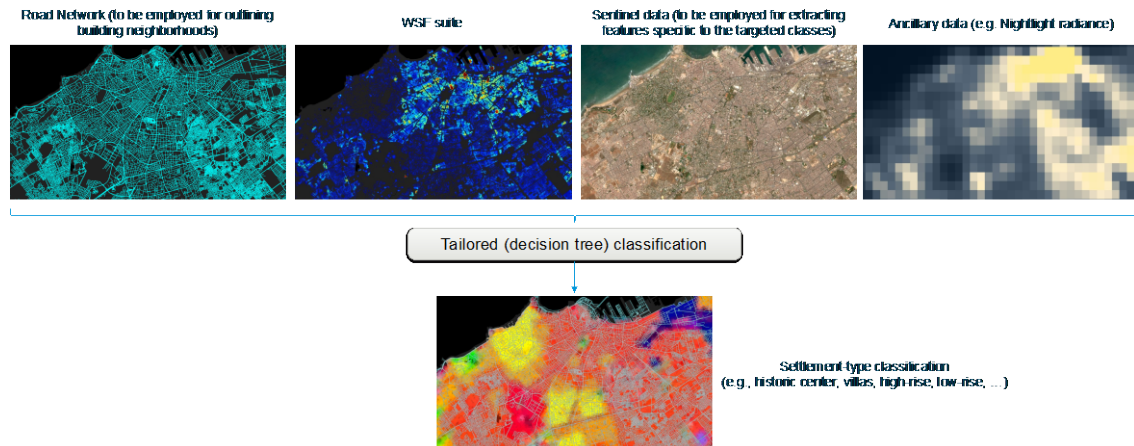 Road Network (to be employed for outlining
building neighborhoods)
WSF suite
Sentinel data (to be employed for extracting
features specific to the targeted classes)
Ancillary data (e.g. Nightlight radiance)
Tailored (decision tree) classification
Settlement-type classification
(e.g., historic center, villas, high-rise, low-rise, …)